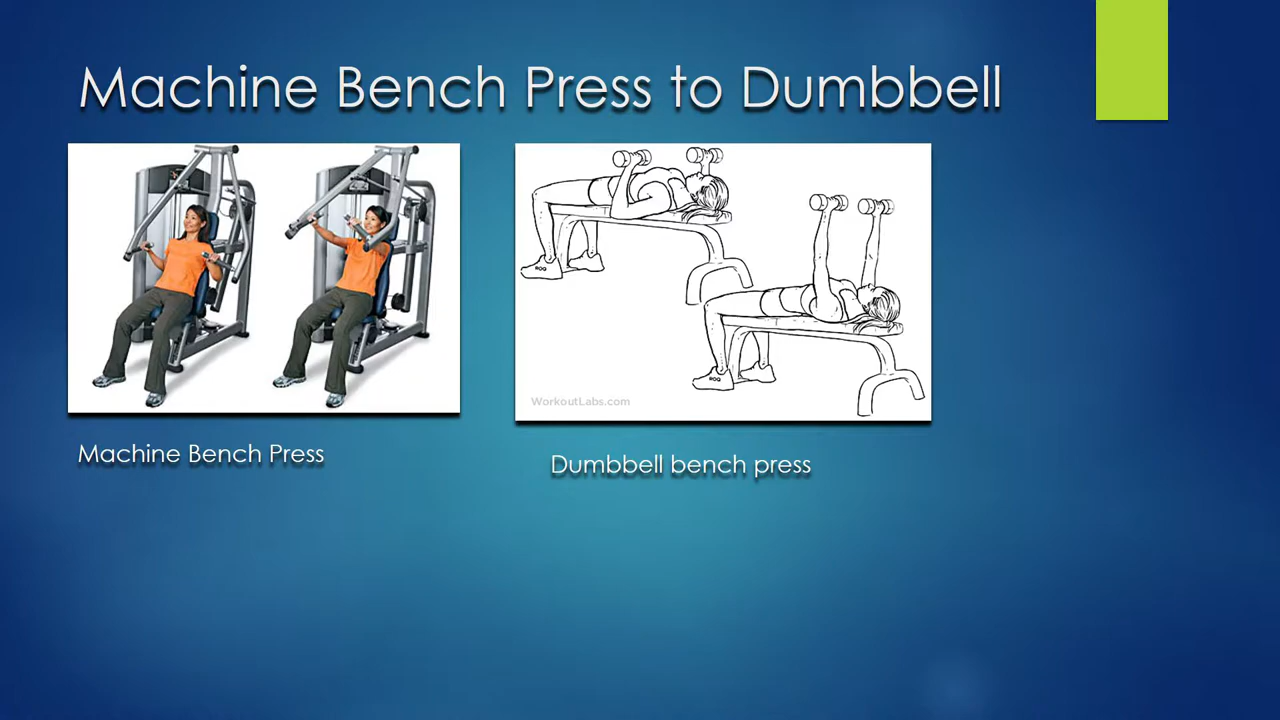 Machine Bench Press to Dumbbell
WorkoutLabs.com
Machine Bench Press
Dumbbell bench press